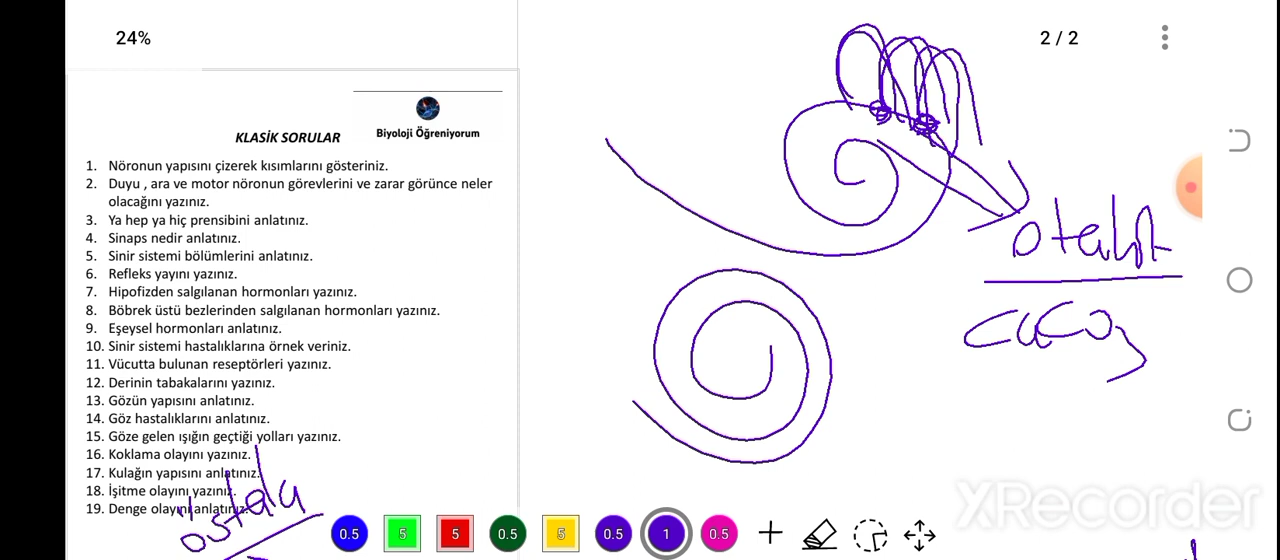 24%
2 / 2
Biyoloji Öğreniyorum
KLASİK SORULAR
1. Nöronun yapısını çizerek kısımlarını gösteriniz.
2. Duyu , ara ve motor nöronun görevlerini ve zarar görünce neler
olacağını yazınız.
3. Ya hep ya hiç prensibini anlatınız.
4. Sinaps nedir anlatınız.
5. Sinir sistemi bölümlerini anlatınız.
6. Refleks yayını yazınız.
7. Hipofizden salgılanan hormonları yazınız.
8. Böbrek üstü bezlerinden salgılanan hormonları yazınız.
9. Eşeysel hormonları anlatınız.
10. Sinir sistemi hastalıklarına örnek veriniz.
11. Vücutta bulunan reseptörleri yazınız.
12. Derinin tabakalarını yazınız.
13. Gözün yapısını anlatınız.
14. Göz hastalıklarını anlatınız.
15. Göze gelen ışığın geçtiği yolları yazınız.
16. Koklama olayını yazınız.
17. Kulağın yapısını anlatınız.
18. İşitme olayını yazınız.
19. Denge olayını anlatınız.
otolit
CaCO3
0.5
5
5
0.5
5
0.5
1
0.5
XRecorder